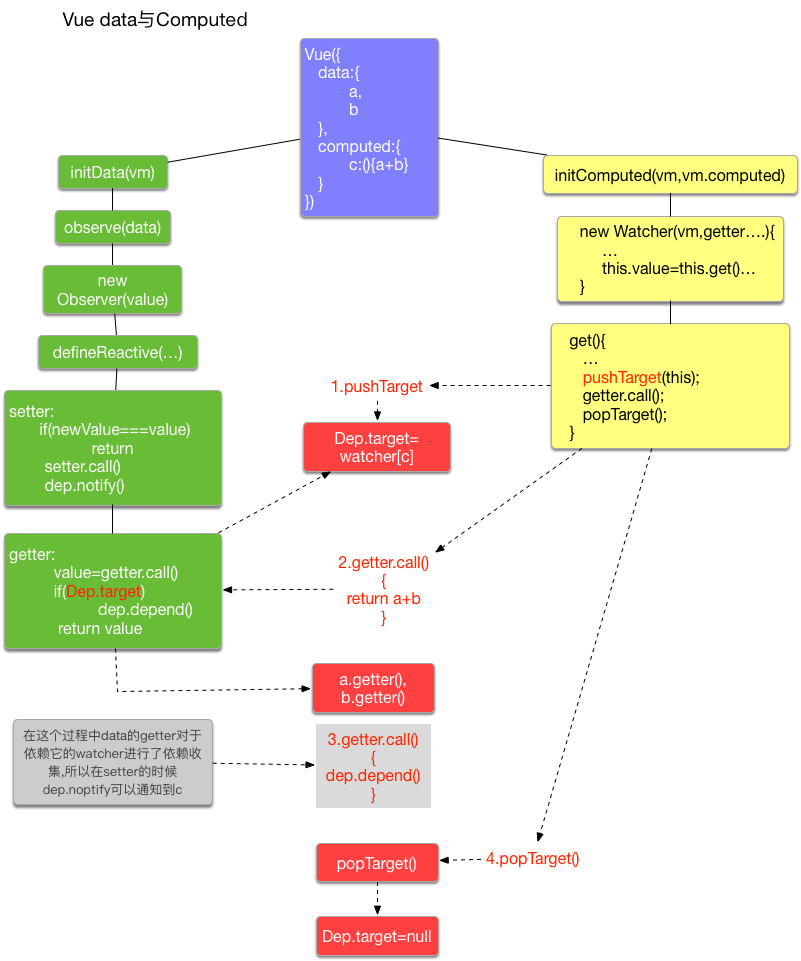 Vue data与Computed
Vue({
data:{
a,
b
},
computed:{
c:(){a+b}
}
})
initData(vm)
observe(data)
new
Observer(value)
defineReactive(…)
setter:
if(newValue===value)
return
setter.call()
dep.notify()
getter:
value=getter.call()
if(Dep.target)
dep.depend()
return value
在这个过程中data的getter对于
依赖它的watcher进行了依赖收
集,所以在setter的时候
dep.noptify可以通知到c
initComputed(vm,vm.computed)
new Watcher(vm,getter….){
…
this.value=this.get()…
}
get(){
…
pushTarget(this);
getter.call();
popTarget();
}
1.pushTarget
Dep.target=
watcher[c]
2.getter.call()
{
return a+b
}
a.getter(),
b.getter()
3.getter.call()
{
dep.depend()
}
4.popTarget()
popTarget()
Dep.target=null